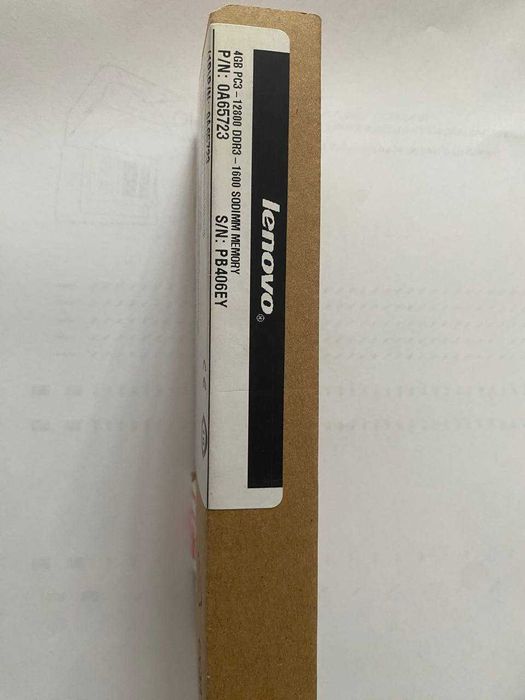 lenovo®
4GB PC3-12800 DDR3-1600 SODIMM MEMORY
P/N: 0A65723 S/N: PB406EY